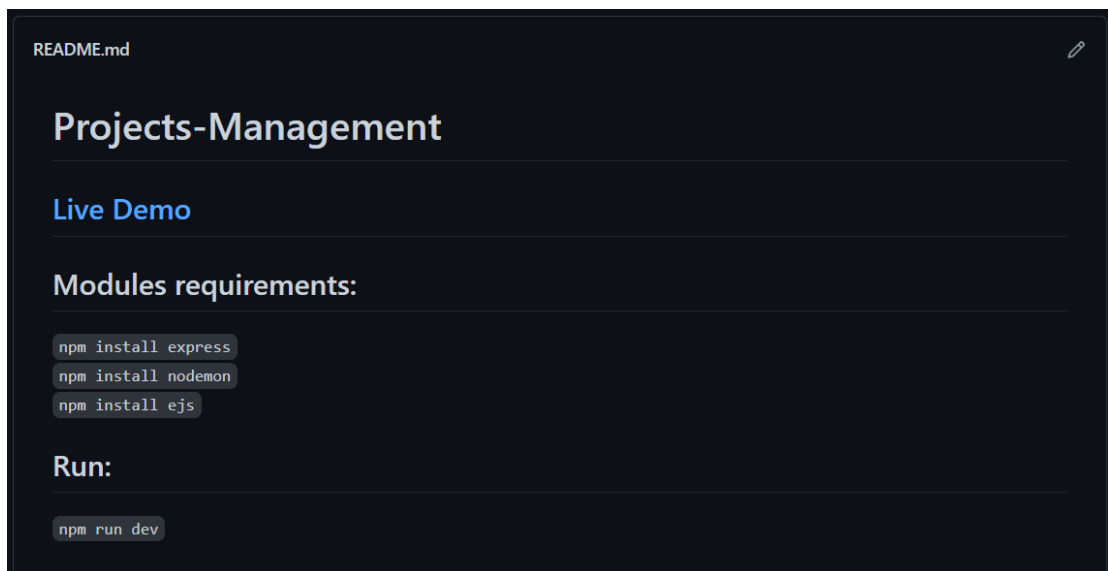 README.md
Projects-Management
Live Demo
Modules requirements:
npm install express
npm install nodemon
npm install ejs
Run:
npm run dev